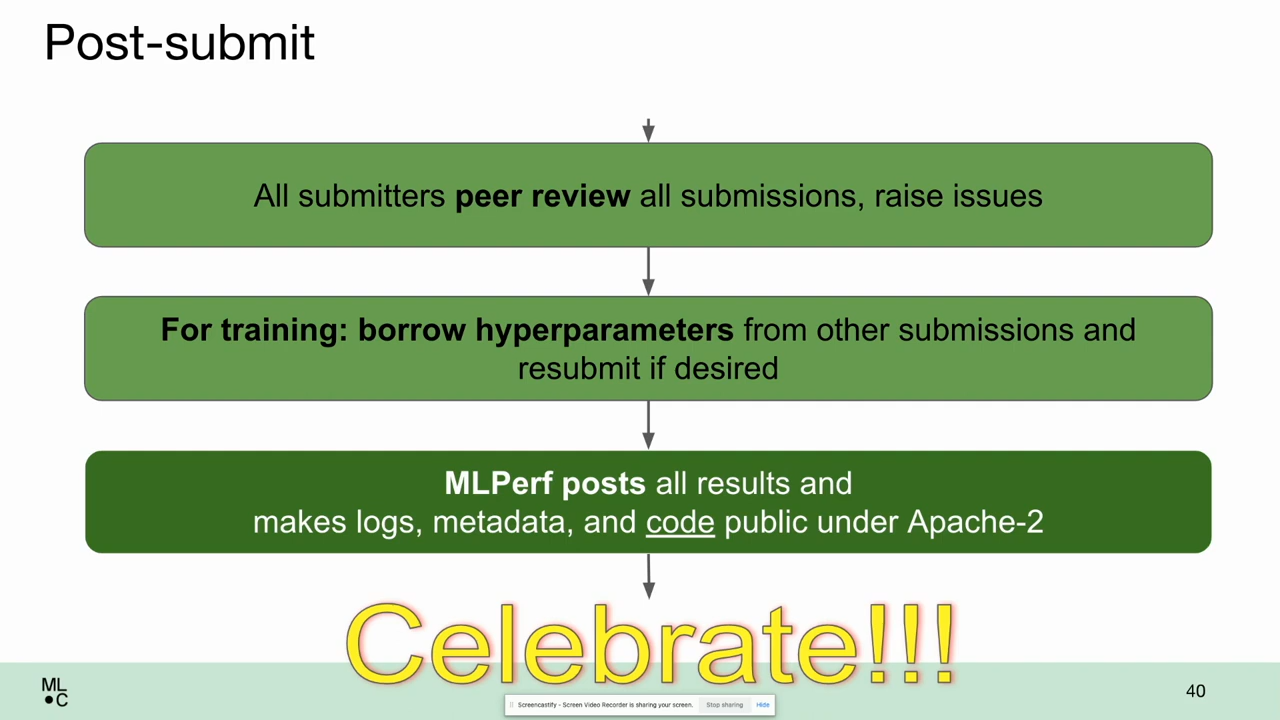 Post-submit
All submitters peer review all submissions, raise issues
For training: borrow hyperparameters from other submissions and
resubmit if desired
MLPerf posts all results and
makes logs, metadata, and code public under Apache-2
Celebrate!!!
ML
C
40
Screencastify - Screen Video Recorder is sharing your screen.
Stop sharing
Hide